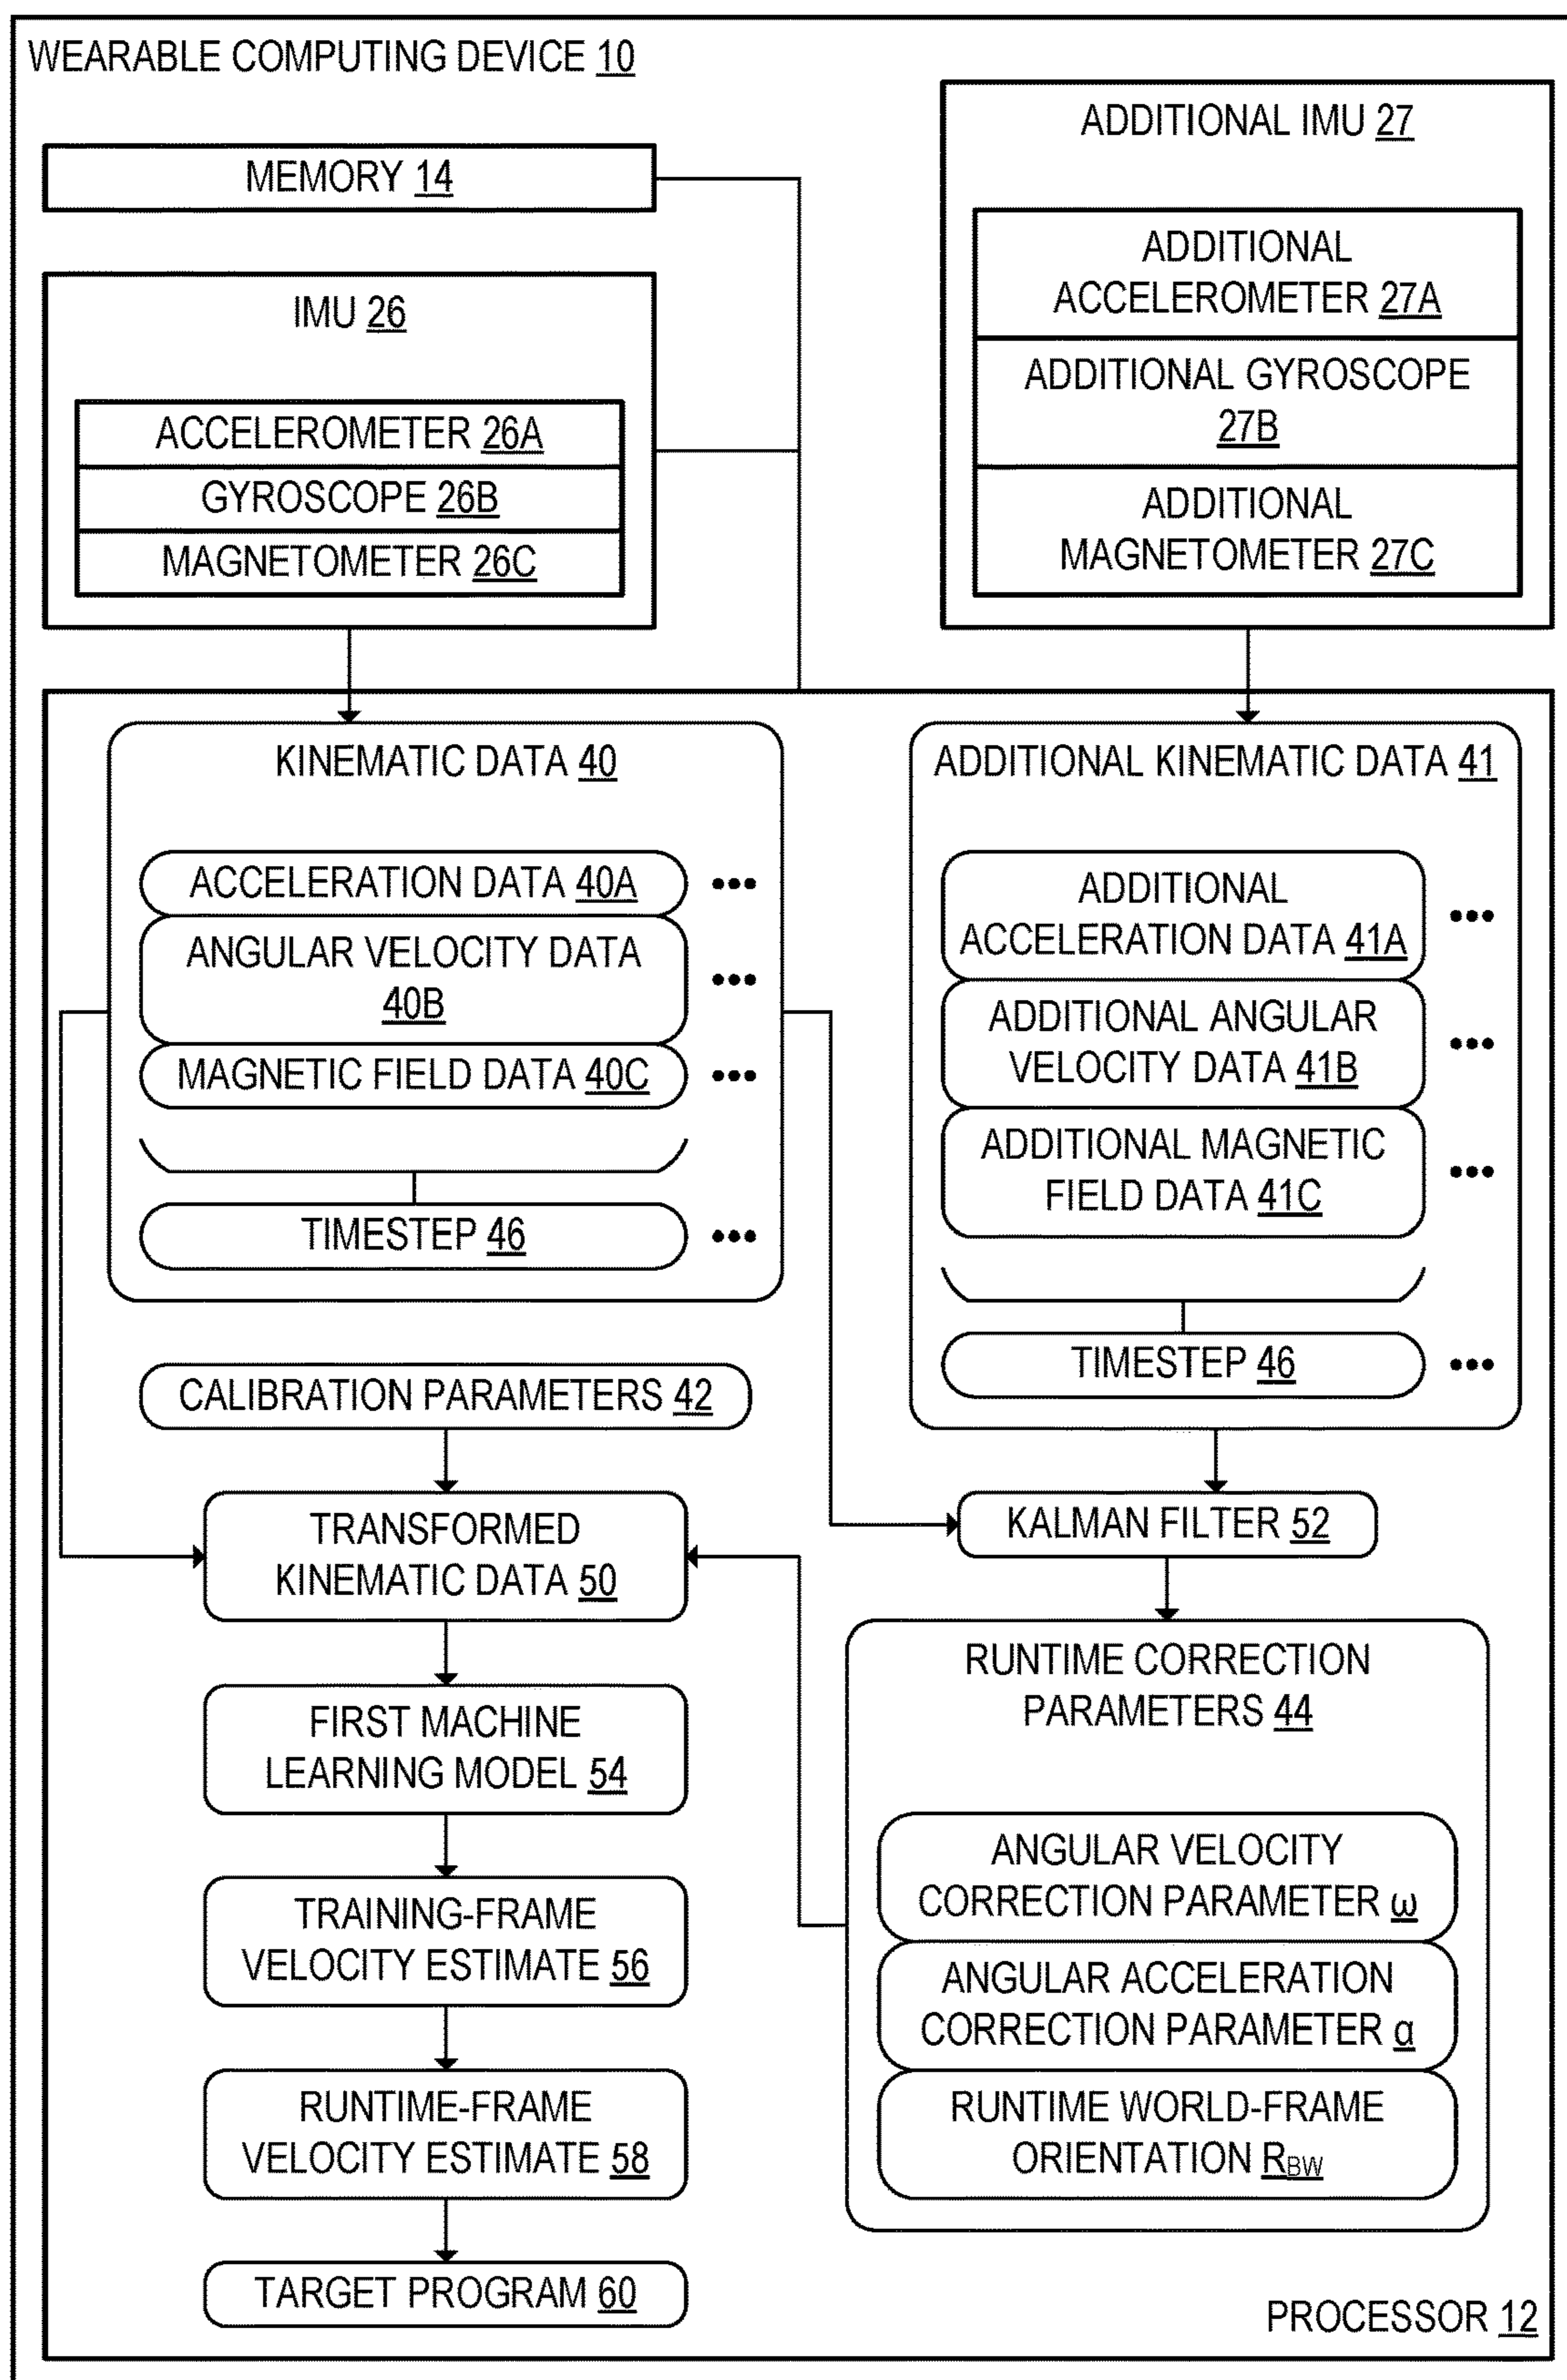 WEARABLE COMPUTING DEVICE 10
MEMORY 14
IMU 26
ACCELEROMETER 26A
GYROSCOPE 26B
MAGNETOMETER 26C
ADDITIONAL IMU 27
ADDITIONAL
ACCELEROMETER 27A
ADDITIONAL GYROSCOPE
27B
ADDITIONAL
MAGNETOMETER 27C
KINEMATIC DATA 40
ACCELERATION DATA 40A
•••
ANGULAR VELOCITY DATA
40B
•••
MAGNETIC FIELD DATA 40C
•••
TIMESTEP 46
•••
ADDITIONAL KINEMATIC DATA 41
ADDITIONAL
ACCELERATION DATA 41A
•••
ADDITIONAL ANGULAR
VELOCITY DATA 41B
•••
ADDITIONAL MAGNETIC
FIELD DATA 41C
•••
TIMESTEP 46
•••
CALIBRATION PARAMETERS 42
TRANSFORMED
KINEMATIC DATA 50
KALMAN FILTER 52
FIRST MACHINE
LEARNING MODEL 54
TRAINING-FRAME
VELOCITY ESTIMATE 56
RUNTIME-FRAME
VELOCITY ESTIMATE 58
TARGET PROGRAM 60
RUNTIME CORRECTION
PARAMETERS 44
ANGULAR VELOCITY
CORRECTION PARAMETER ω
ANGULAR ACCELERATION
CORRECTION PARAMETER α
RUNTIME WORLD-FRAME
ORIENTATION R_BW
PROCESSOR 12